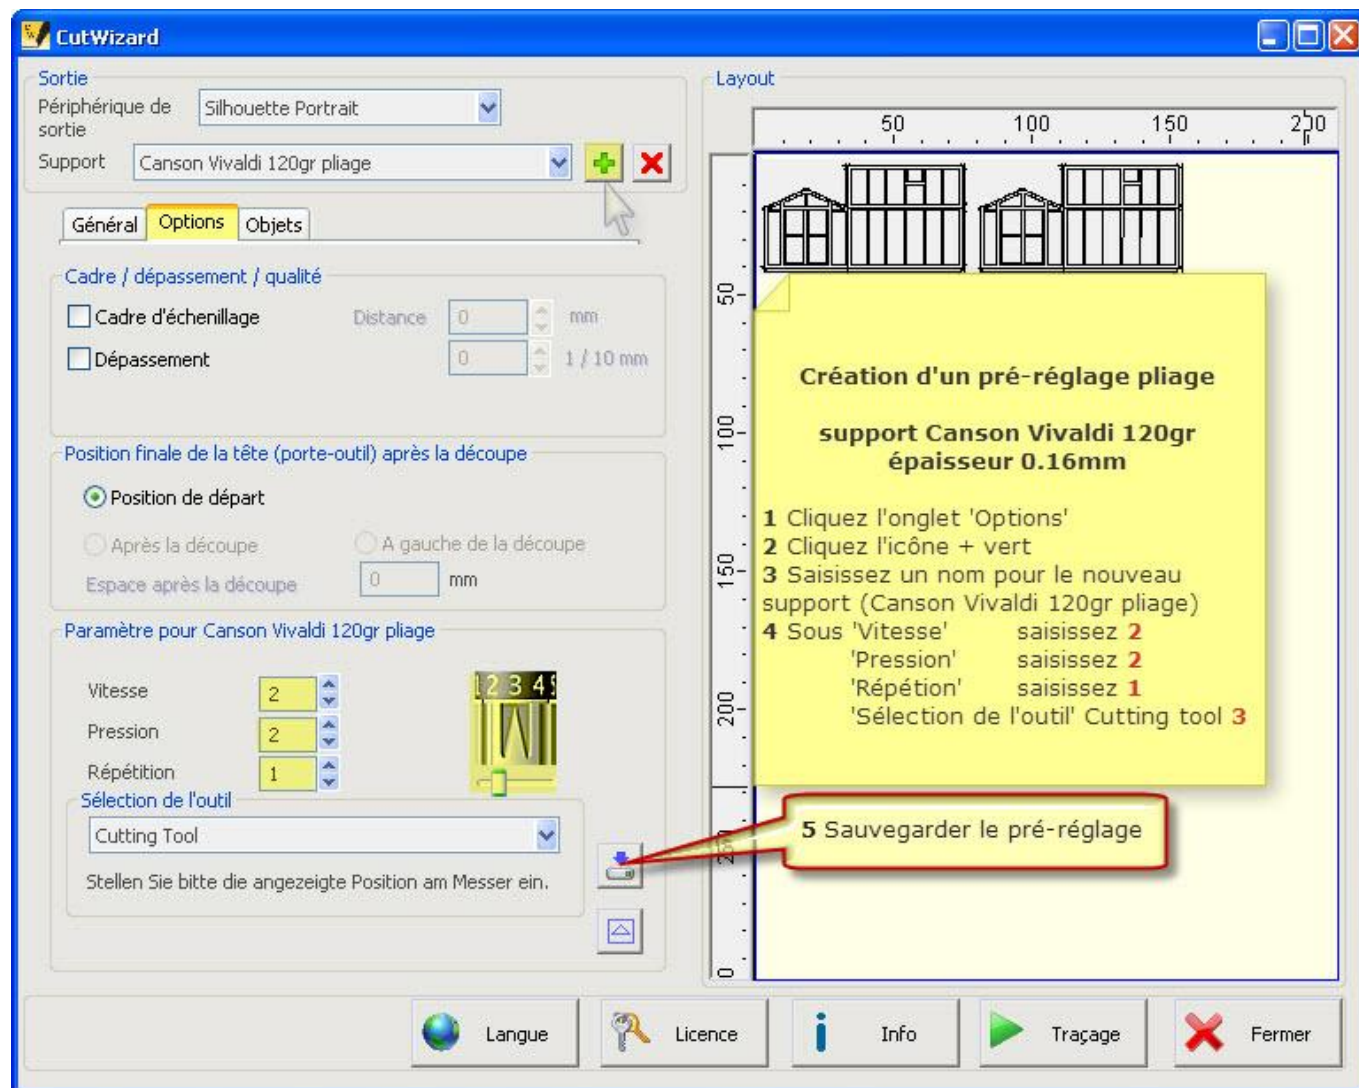 CutWizard
Sortie
Périphérique de sortie
Silhouette Portrait
Support
Canson Vivaldi 120gr pliage
Général
Options
Objets
Cadre / dépassement / qualité
Cadre d'échenillage
Distance
0
mm
Dépassement
0
1 / 10 mm
Position finale de la tête (porte-outil) après la découpe
Position de départ
Après la découpe
A gauche de la découpe
Espace après la découpe
0
mm
Paramètre pour Canson Vivaldi 120gr pliage
Vitesse
2
Pression
2
Répétition
1
1 2 3 4 5
Sélection de l'outil
Cutting Tool
Stellen Sie bitte die angezeigte Position am Messer ein.
Layout
50
100
150
200
50
100
150
200
250
0
Création d'un pré-réglage pliage
support Canson Vivaldi 120gr
épaisseur 0.16mm
1 Cliquez l'onglet 'Options'
2 Cliquez l'icône + vert
3 Saisissez un nom pour le nouveau
support (Canson Vivaldi 120gr pliage)
4 Sous 'Vitesse' saisissez 2
'Pression' saisissez 2
'Répétion' saisissez 1
'Sélection de l'outil' Cutting tool 3
5 Sauvegarder le pré-réglage
Langue
Licence
Info
Traçage
Fermer